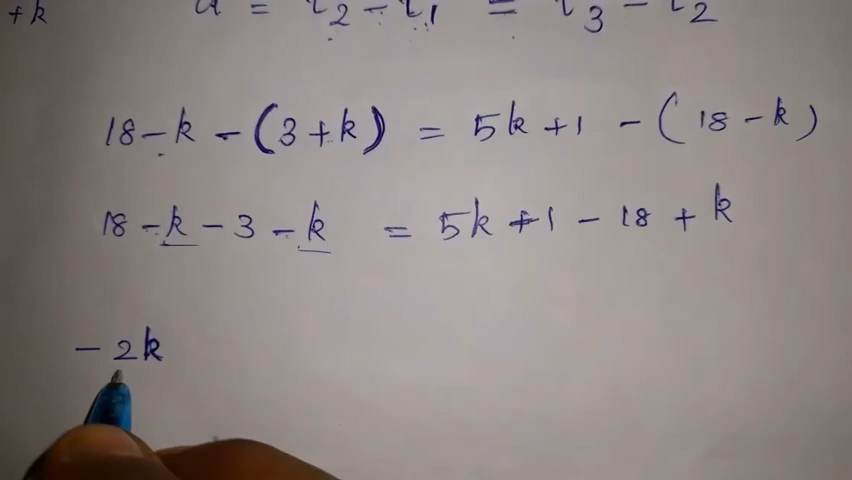 +k d = t2 - t1 = t3 - t2
18 - k - (3 + k) = 5k + 1 - (18 - k)
18 - k - 3 - k = 5k + 1 - 18 + k
- 2k